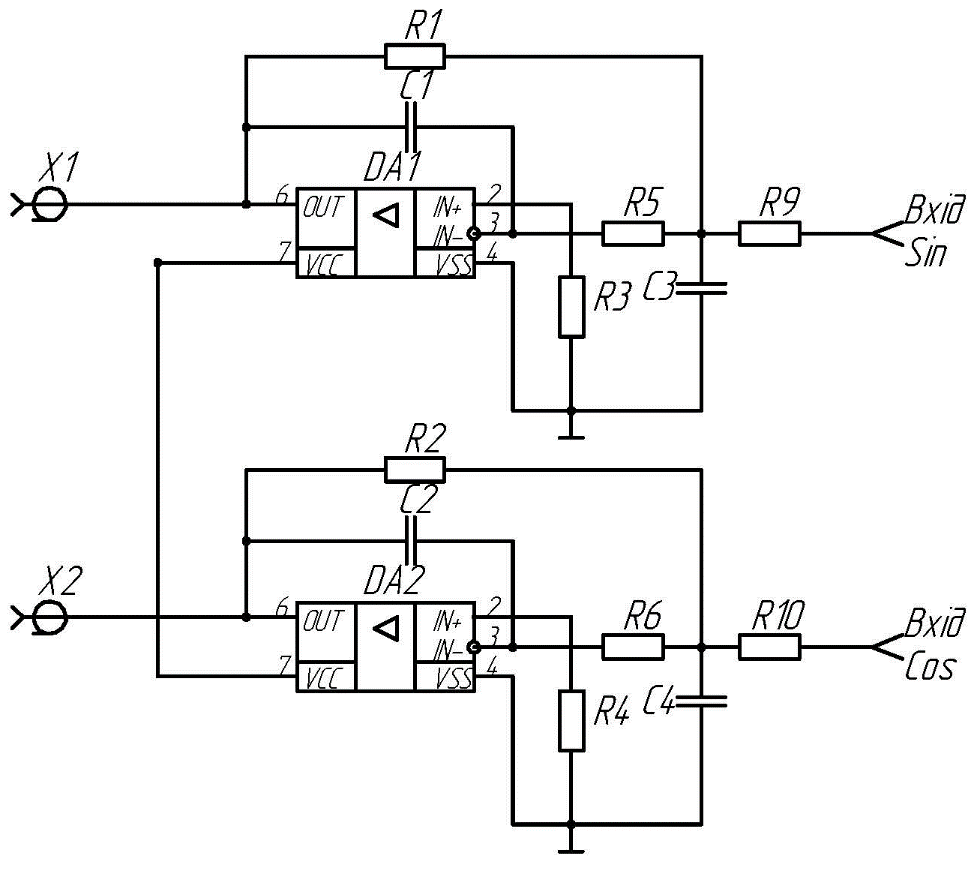 R1
C1
X1
DA1
6 OUT IN+ 2
IN- 3
7 VCC VSS 4
R5
R9
Вхід
Sin
R3
C3
R2
C2
X2
DA2
6 OUT IN+ 2
IN- 3
7 VCC VSS 4
R6
R10
Вхід
Cos
R4
C4